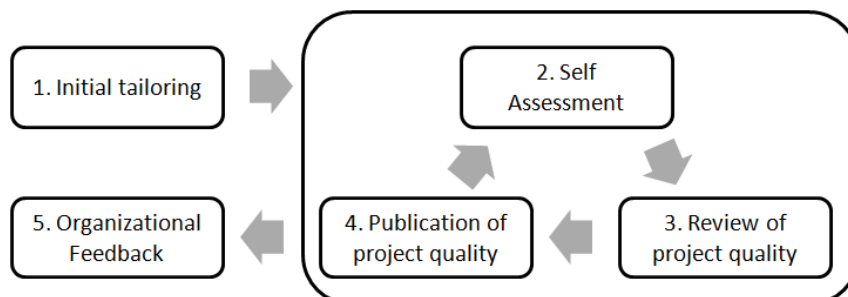 1. Initial tailoring
2. Self
Assessment
3. Review of
project quality
4. Publication of
project quality
5. Organizational
Feedback